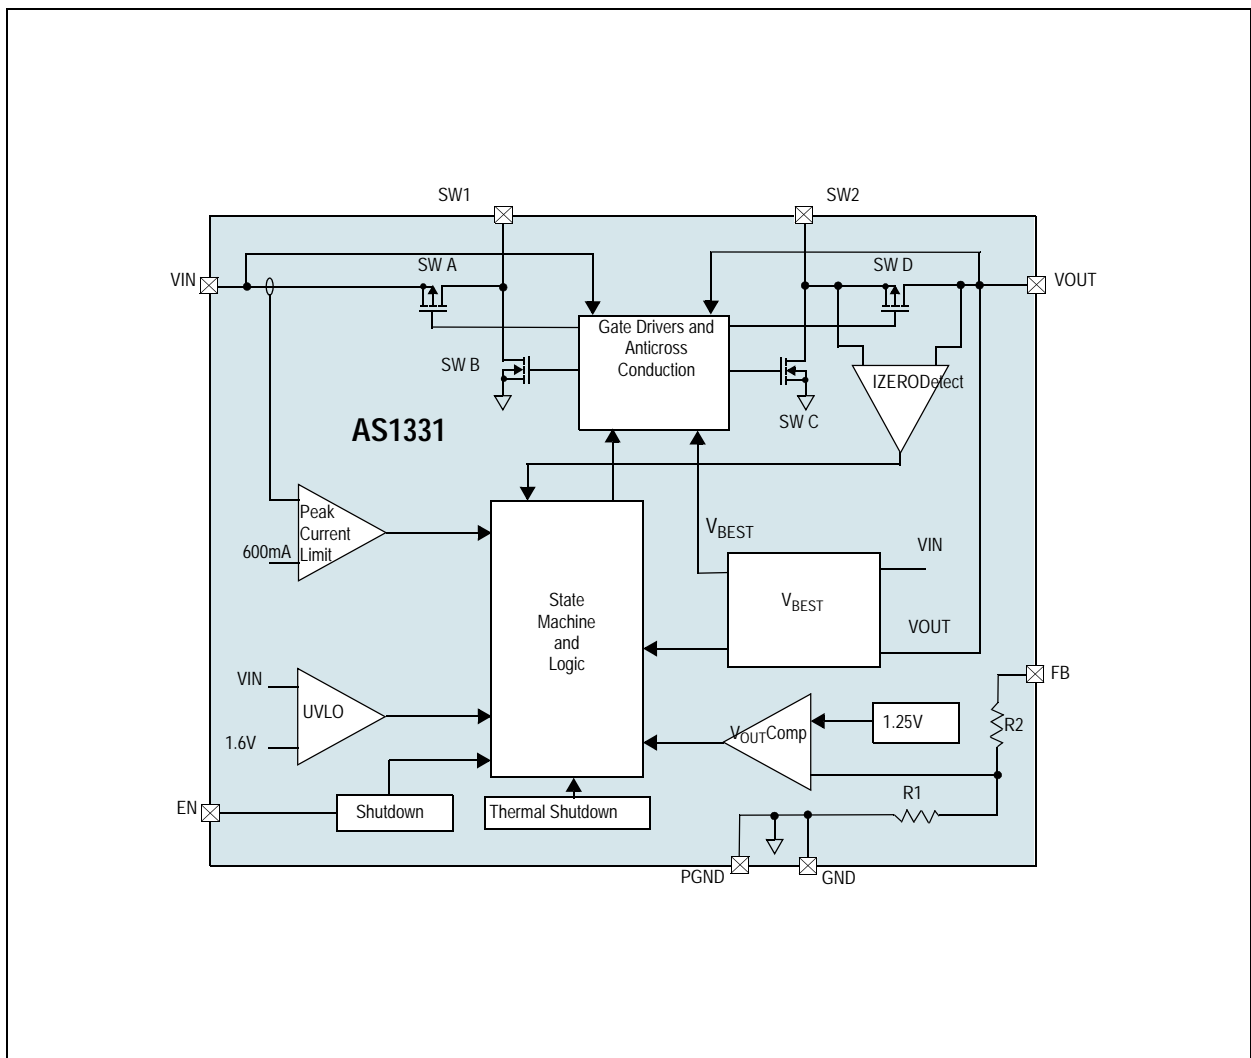 SW1
SW2
VIN
SW A
SW D
VOUT
Gate Drivers and
Anticross
Conduction
SW B
SW C
IZERODetect
AS1331
Peak
Current
Limit
600mA
VBEST
VIN
State
Machine
and
Logic
VBEST
VOUT
VIN
UVLO
1.6V
FB
VOUTComp
1.25V
R2
R1
EN
Shutdown
Thermal Shutdown
PGND
GND